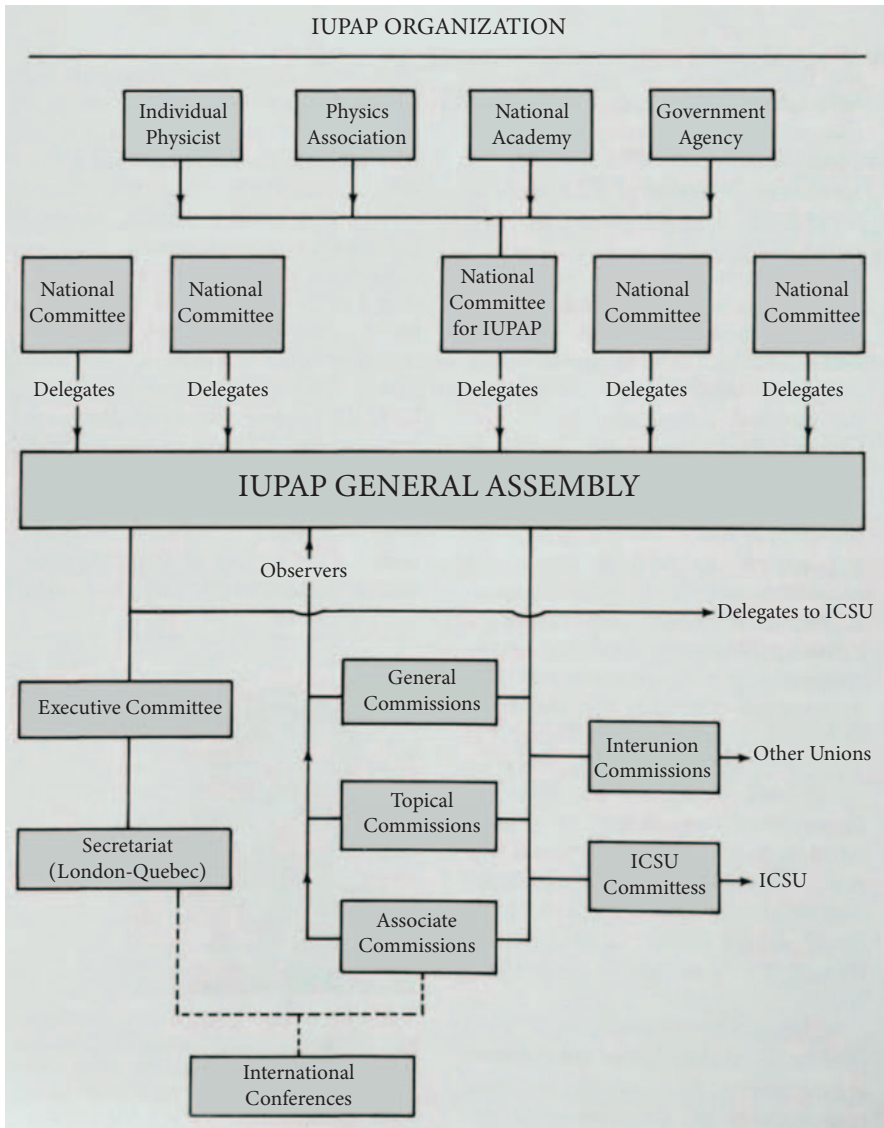 IUPAP ORGANIZATION
Individual
Physicist
Physics
Association
National
Academy
Government
Agency
National
Committee
National
Committee
National
Committee
for IUPAP
National
Committee
National
Committee
Delegates
Delegates
Delegates
Delegates
Delegates
IUPAP GENERAL ASSEMBLY
Observers
Delegates to ICSU
Executive Committee
General
Commissions
Interunion
Commissions
Other Unions
Topical
Commissions
Secretariat
(London-Quebec)
ICSU
Committess
ICSU
Associate
Commissions
International
Conferences